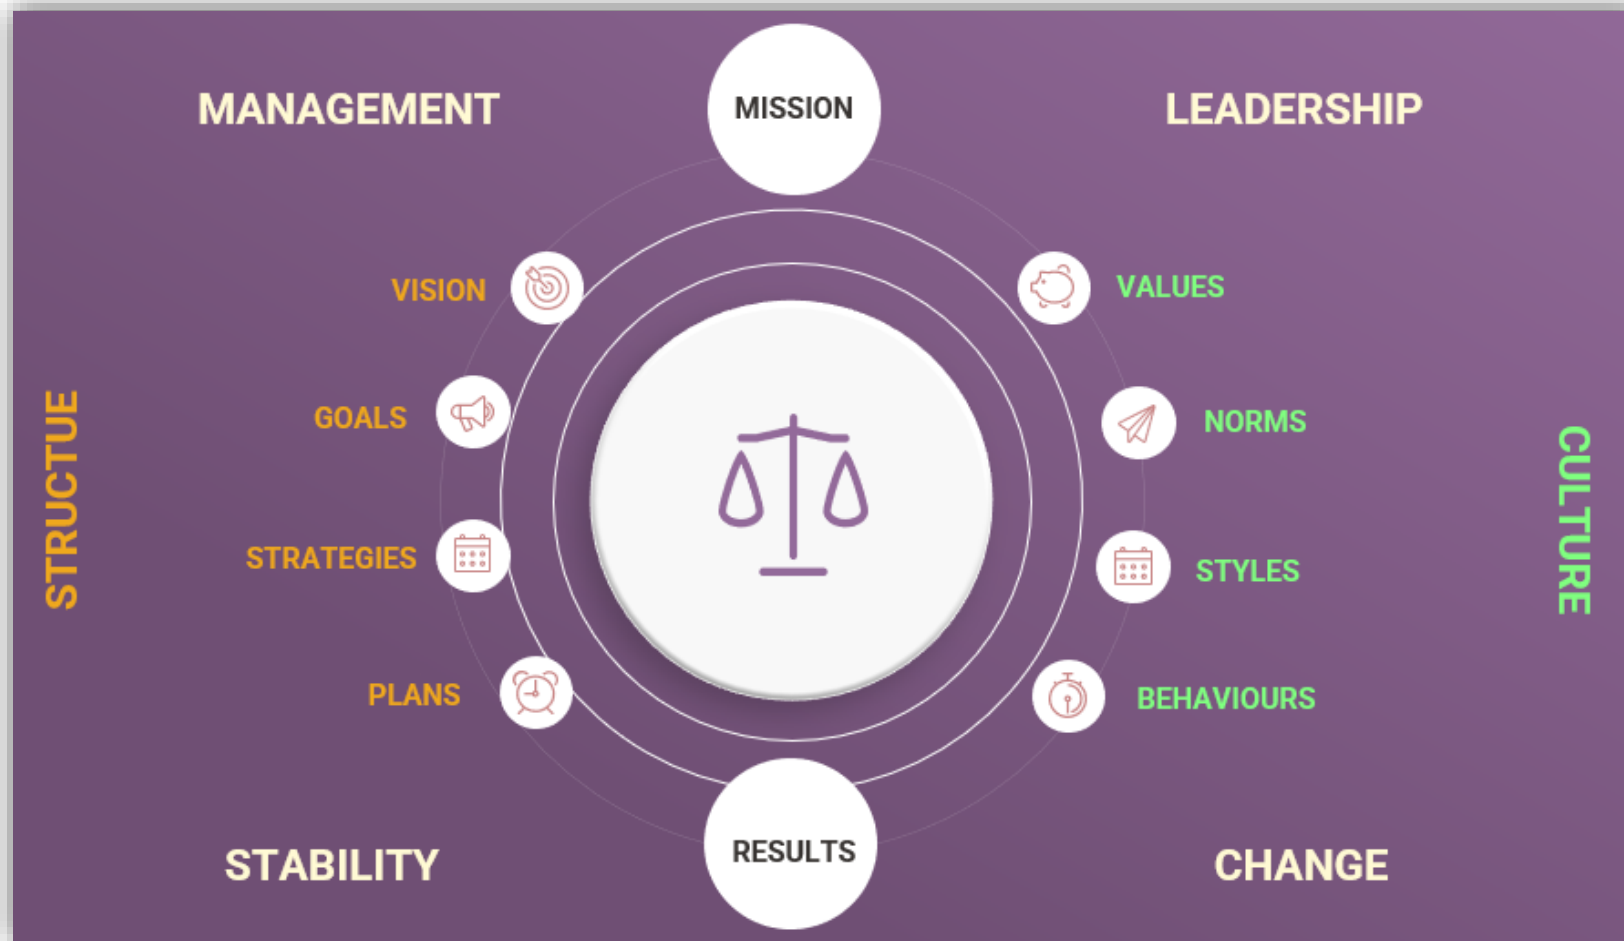 MANAGEMENT
MISSION
LEADERSHIP
VISION
VALUES
GOALS
NORMS
STRUCTUE
CULTURE
STRATEGIES
STYLES
PLANS
BEHAVIOURS
STABILITY
RESULTS
CHANGE